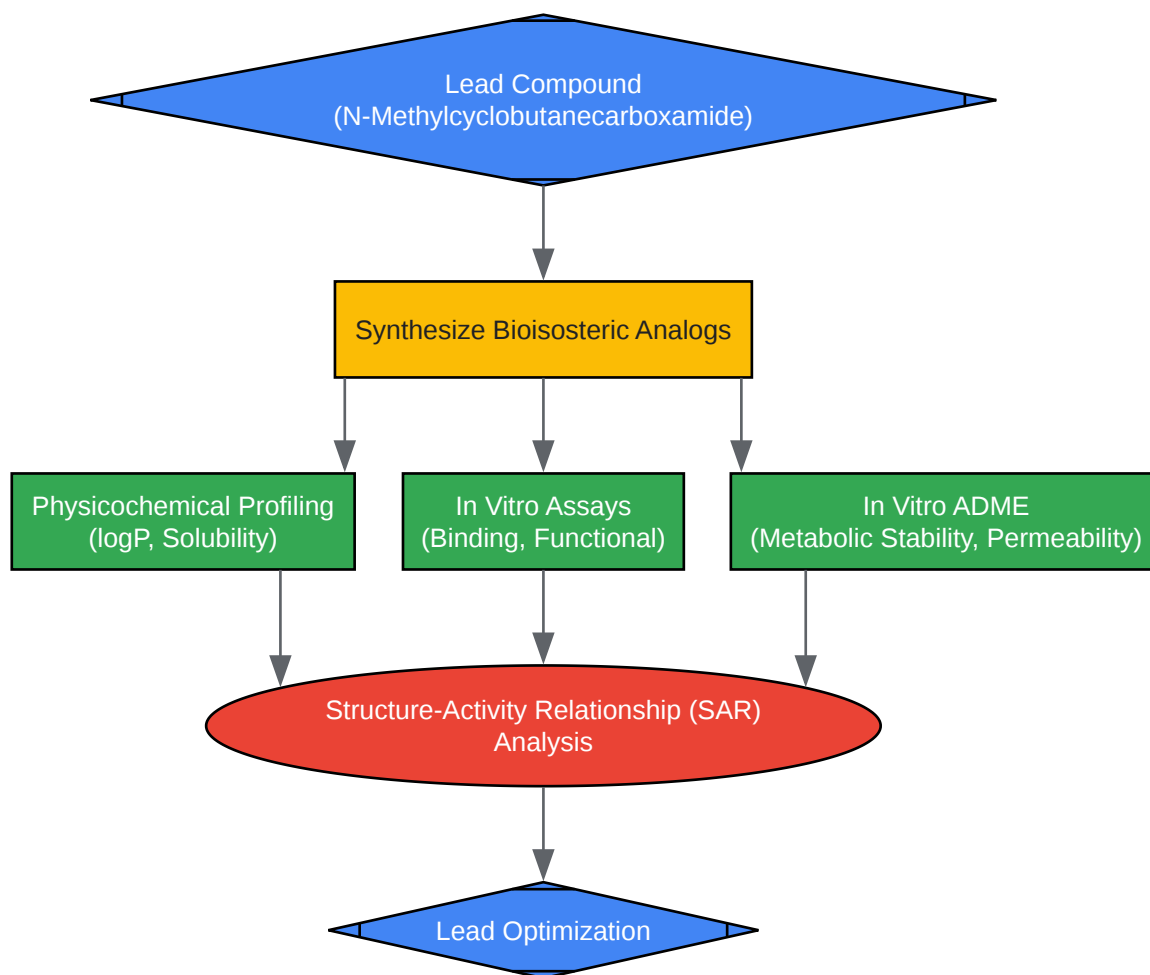 Lead Compound
(N-Methylcyclobutanecarboxamide)
Synthesize Bioisosteric Analogs
Physicochemical Profiling
(logP, Solubility)
In Vitro Assays
(Binding, Functional)
In Vitro ADME
(Metabolic Stability, Permeability)
Structure-Activity Relationship (SAR)
Analysis
Lead Optimization